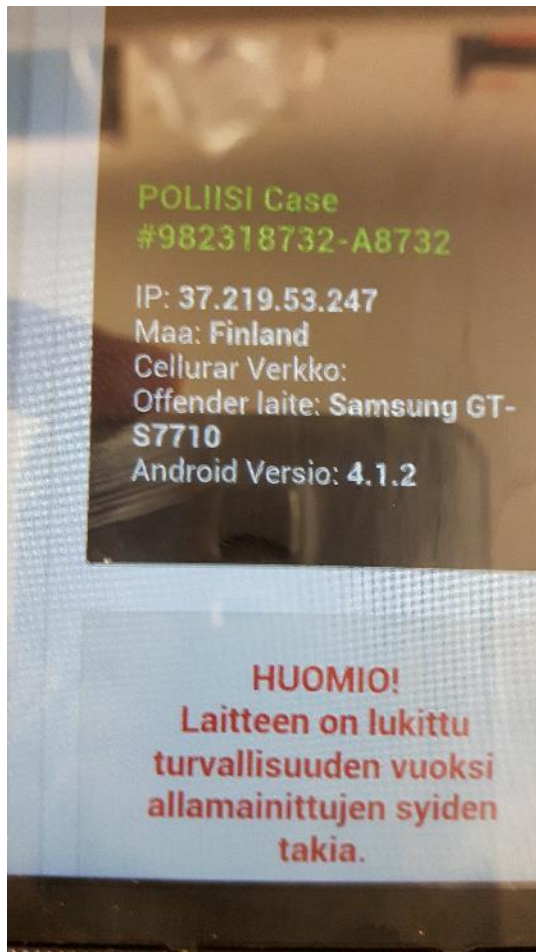 POLIISI Case
#982318732-A8732
IP: 37.219.53.247
Maa: Finland
Cellurar Verkko:
Offender laite: Samsung GT-
S7710
Android Versio: 4.1.2
HUOMIO!
Laitteen on lukittu
turvallisuuden vuoksi
allamainittujen syiden
takia.